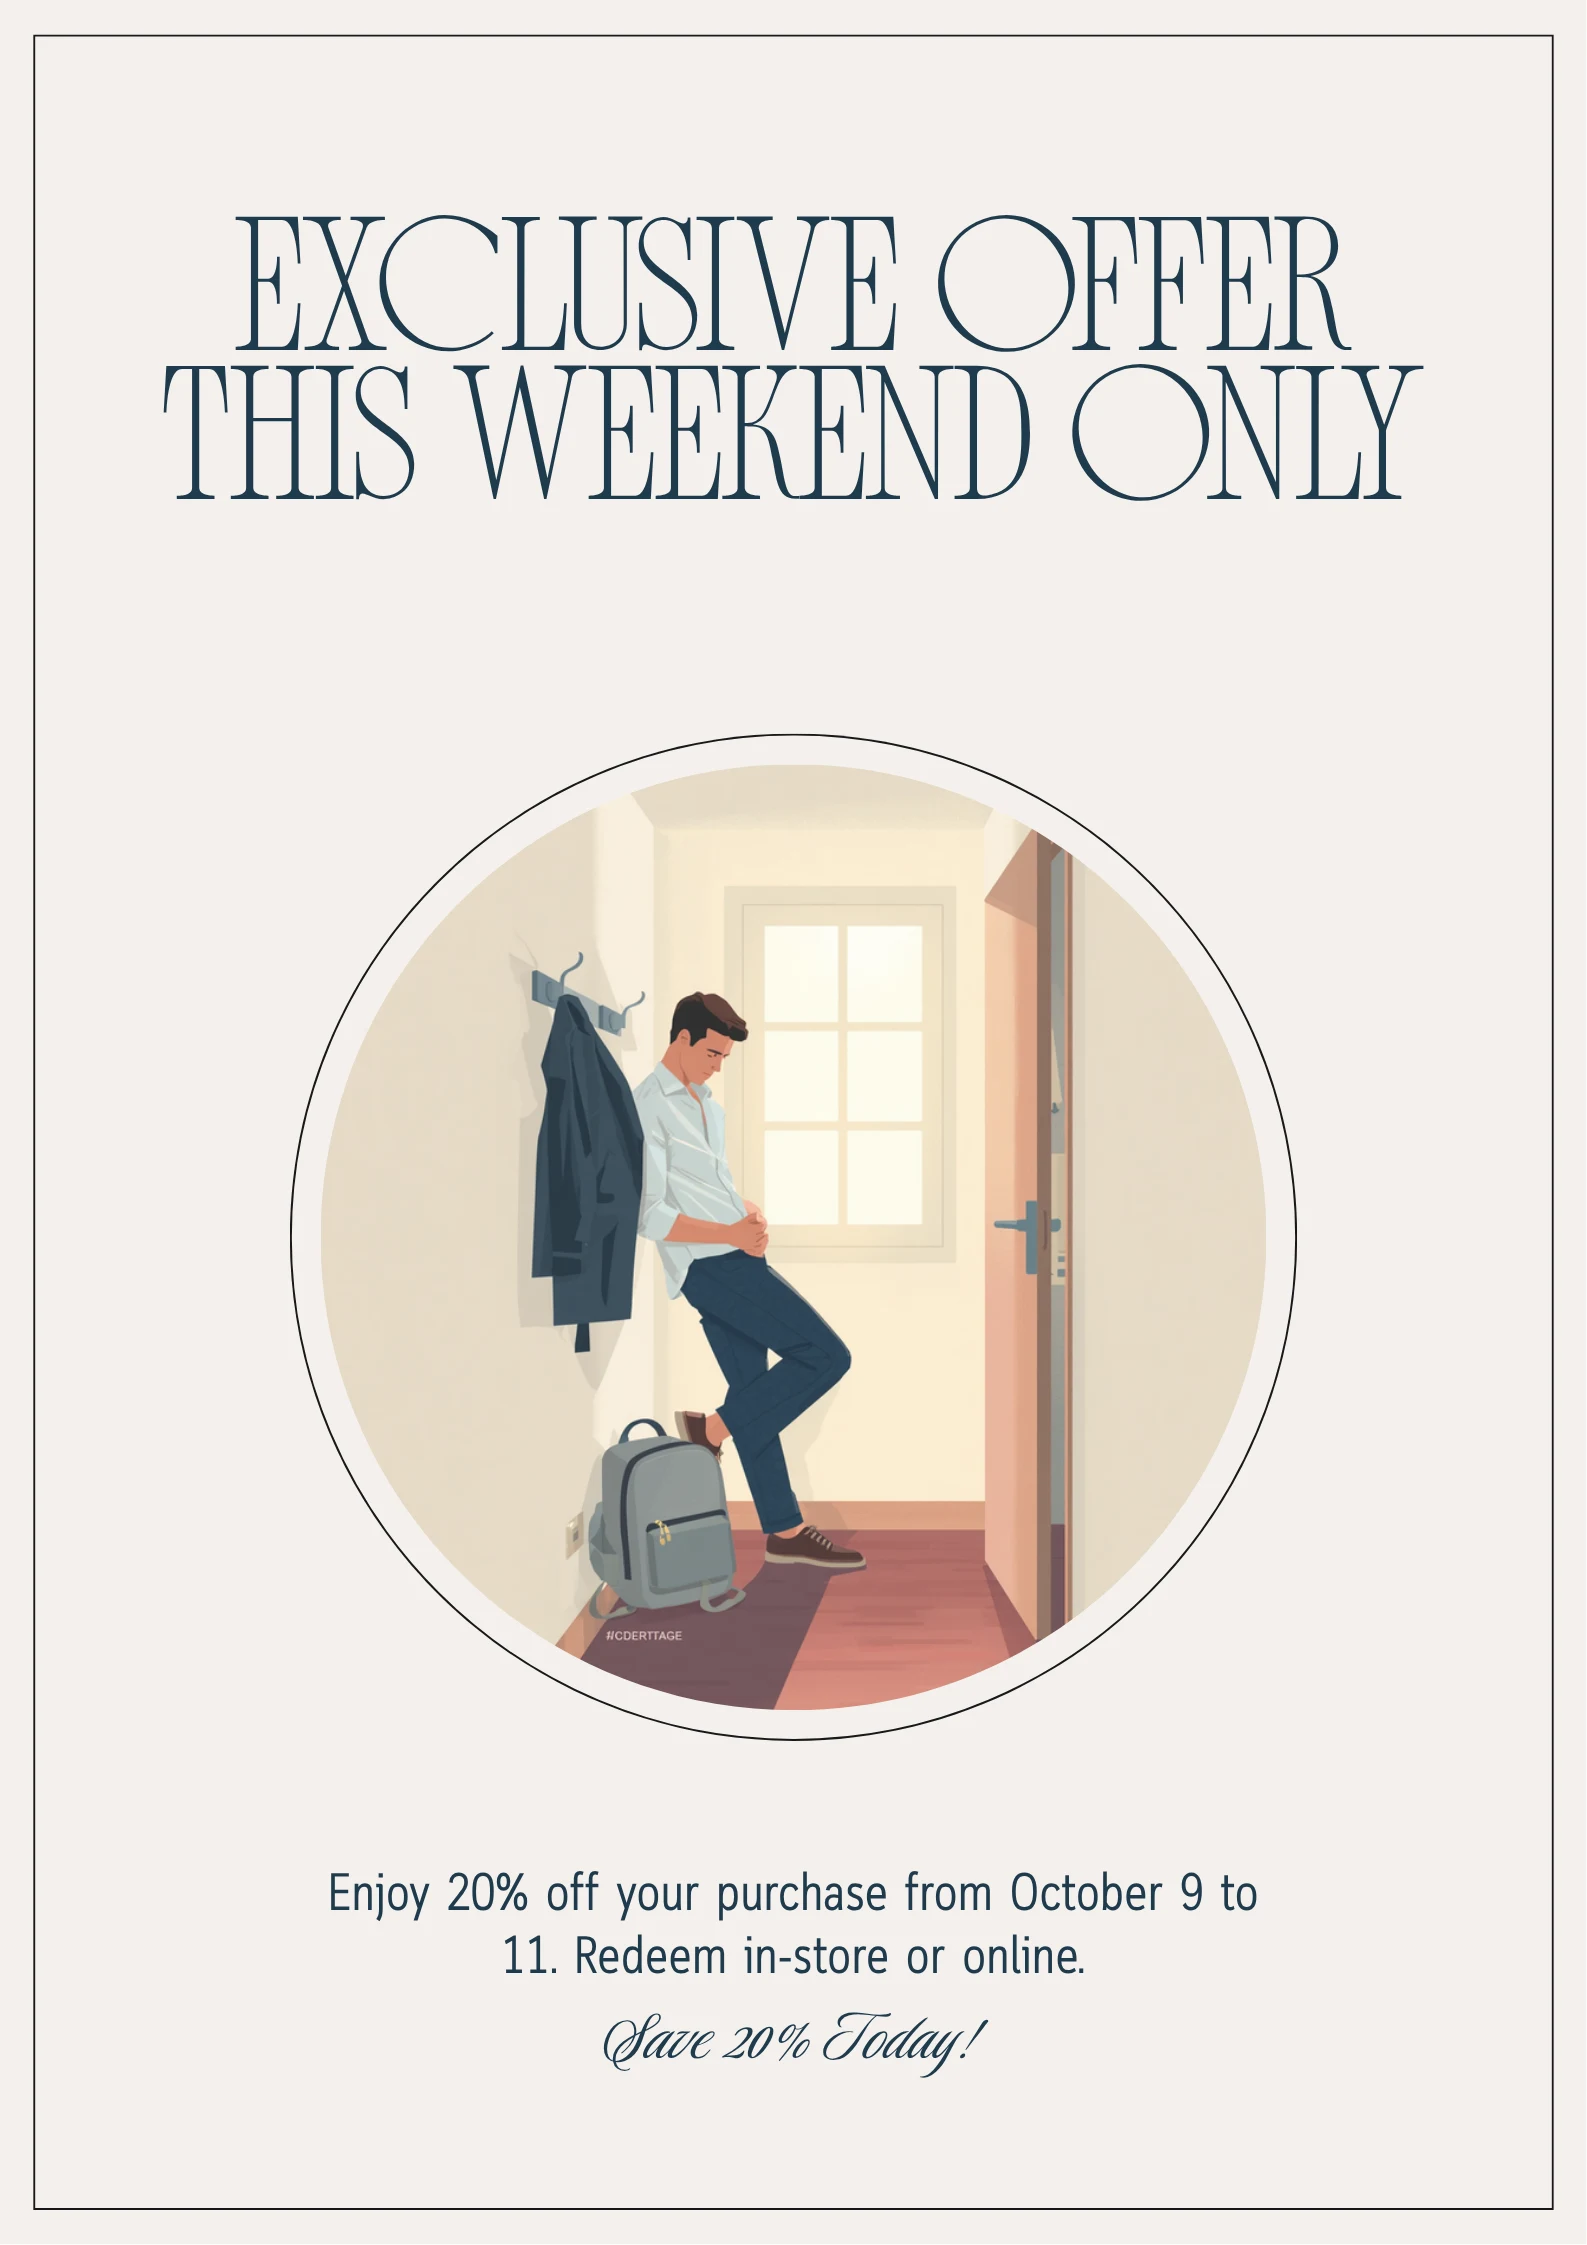 EXCLUSIVE OFFER
THIS WEEKEND ONLY
#CDERTTAGE
Enjoy 20% off your purchase from October 9 to
11. Redeem in-store or online.
Save 20% Today!